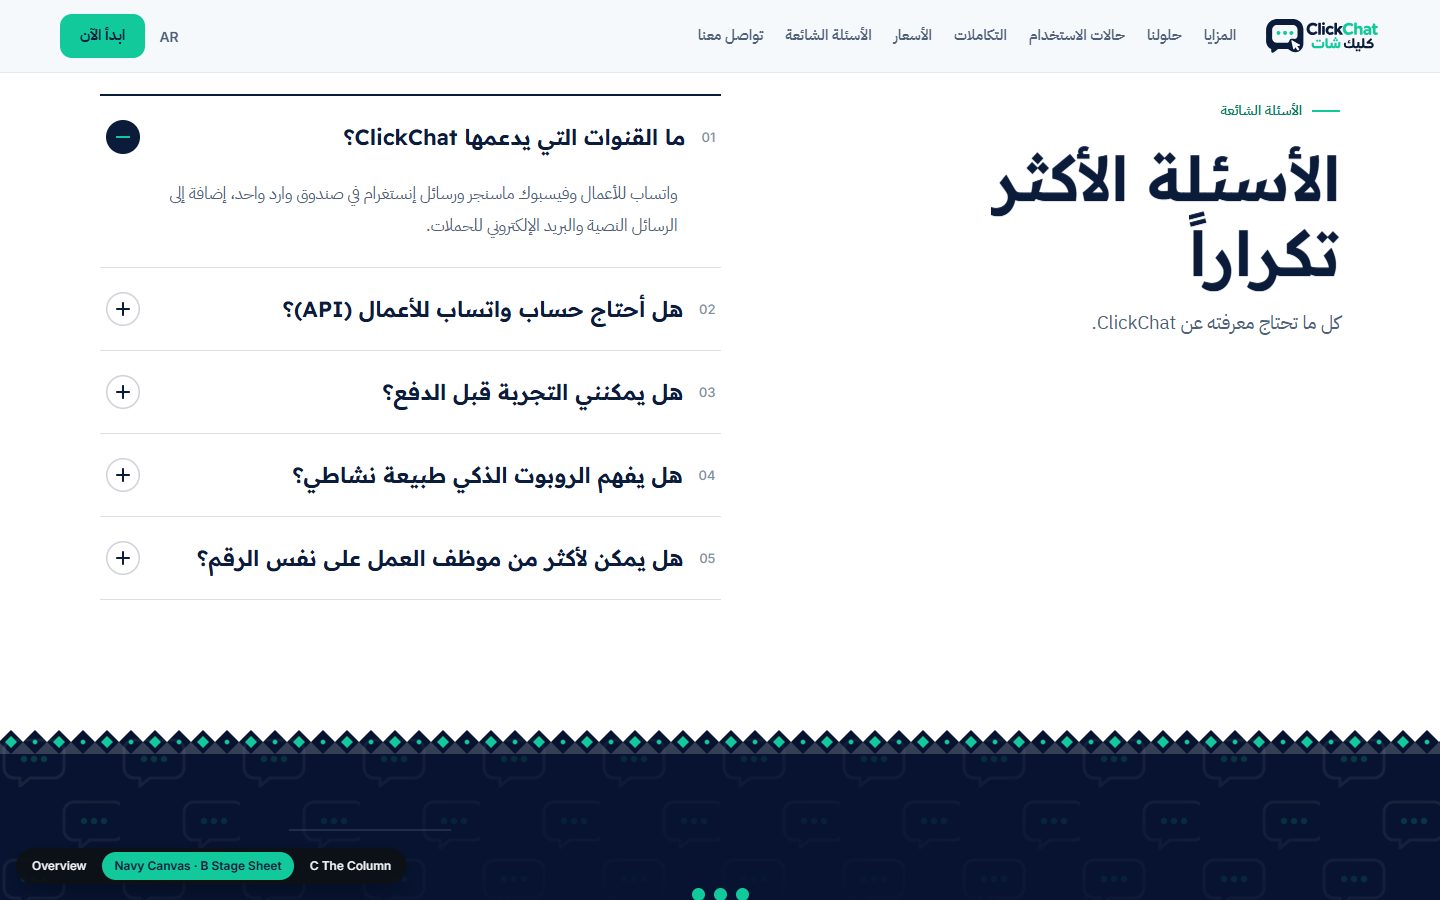 ClickChat
كليك شات
المزايا
حلولنا
حالات الاستخدام
التكاملات
الأسعار
الأسئلة الشائعة
تواصل معنا
AR
ابدأ الآن
الأسئلة الشائعة
الأسئلة الأكثر
تكراراً
كل ما تحتاج معرفته عن ClickChat.
01 ما القنوات التي يدعمها ClickChat؟
واتساب للأعمال وفيسبوك ماسنجر ورسائل إنستغرام في صندوق وارد واحد، إضافة إلى
الرسائل النصية والبريد الإلكتروني للحملات.
02 هل أحتاج حساب واتساب للأعمال (API)؟
03 هل يمكنني التجربة قبل الدفع؟
04 هل يفهم الروبوت الذكي طبيعة نشاطي؟
05 هل يمكن لأكثر من موظف العمل على نفس الرقم؟
Overview
Navy Canvas · B Stage Sheet
C The Column